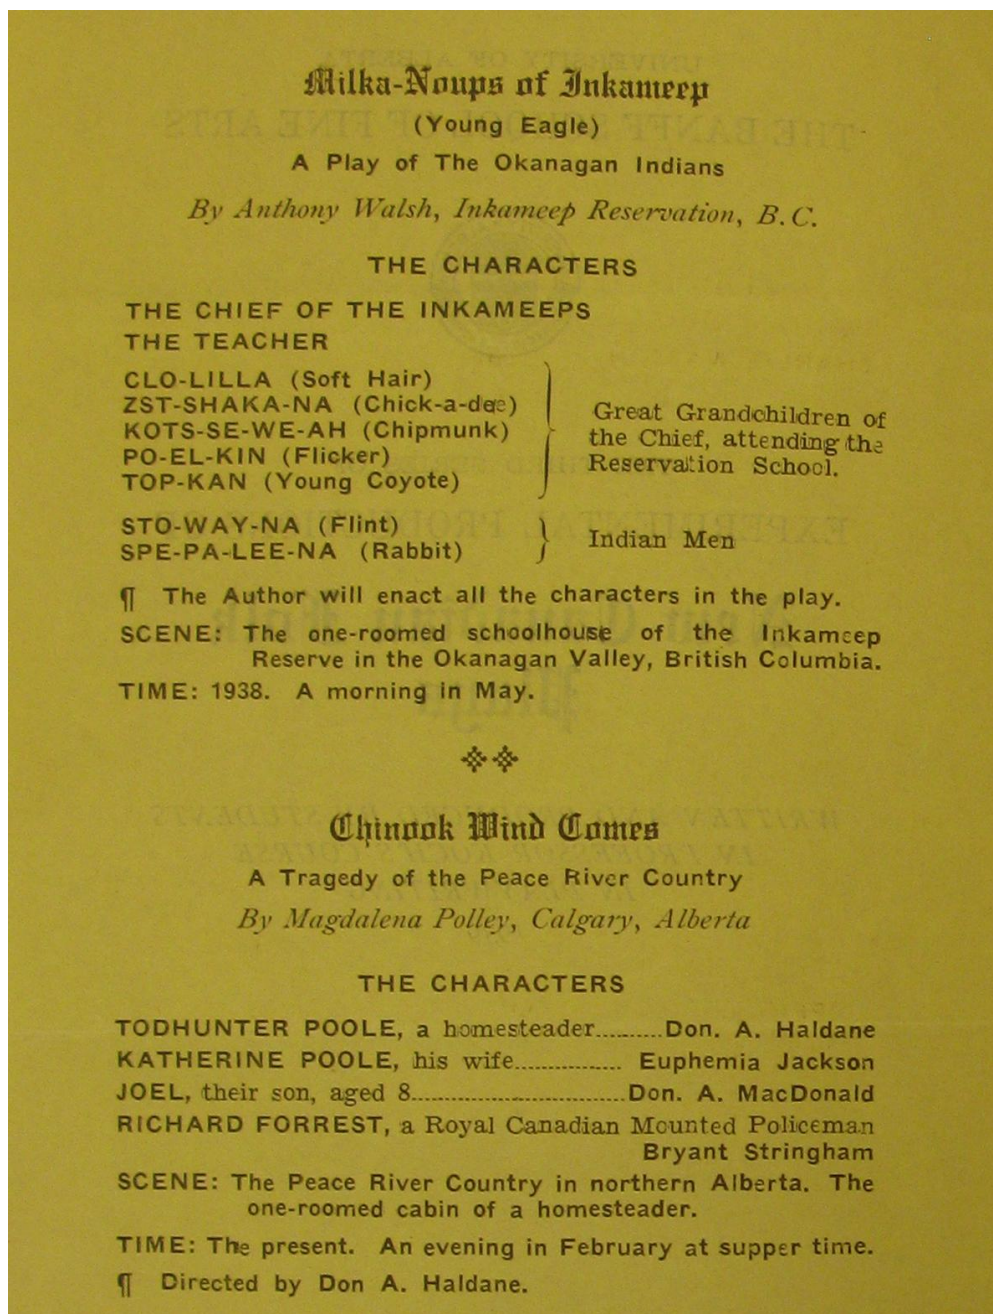 Milka-Noups of Inkameep
(Young Eagle)
A Play of The Okanagan Indians
By Anthony Walsh, Inkameep Reservation, B. C.
THE CHARACTERS
THE CHIEF OF THE INKAMEEPS
THE TEACHER
CLO-LILLA (Soft Hair)
ZST-SHAKA-NA (Chick-a-dee)
KOTS-SE-WE-AH (Chipmunk)
PO-EL-KIN (Flicker)
TOP-KAN (Young Coyote)
Great Grandchildren of
the Chief, attending the
Reservation School.
STO-WAY-NA (Flint)
SPE-PA-LEE-NA (Rabbit)
Indian Men
¶ The Author will enact all the characters in the play.
SCENE: The one-roomed schoolhouse of the Inkameep
Reserve in the Okanagan Valley, British Columbia.
TIME: 1938. A morning in May.
Chinook Wind Comes
A Tragedy of the Peace River Country
By Magdalena Polley, Calgary, Alberta
THE CHARACTERS
TODHUNTER POOLE, a homesteader..........Don. A. Haldane
KATHERINE POOLE, his wife................ Euphemia Jackson
JOEL, their son, aged 8................................Don. A. MacDonald
RICHARD FORREST, a Royal Canadian Mounted Policeman
Bryant Stringham
SCENE: The Peace River Country in northern Alberta. The
one-roomed cabin of a homesteader.
TIME: The present. An evening in February at supper time.
¶ Directed by Don A. Haldane.